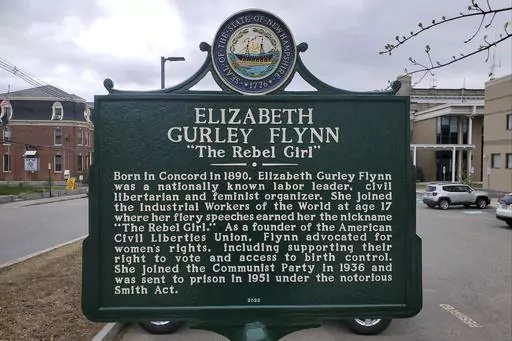 SEAL OF THE STATE OF NEW HAMPSHIRE
1776
ELIZABETH
GURLEY FLYNN
"The Rebel Girl"
Born in Concord in 1890, Elizabeth Gurley Flynn
was a nationally known labor leader, civil
libertarian and feminist organizer. She joined
the Industrial Workers of the World at age 17
where her fiery speeches earned her the nickname
"The Rebel Girl." As a founder of the American
Civil Liberties Union, Flynn advocated for
women's rights, including supporting their
right to vote and access to birth control.
She joined the Communist Party in 1936 and
was sent to prison in 1951 under the notorious
Smith Act.
2022
RESERVED